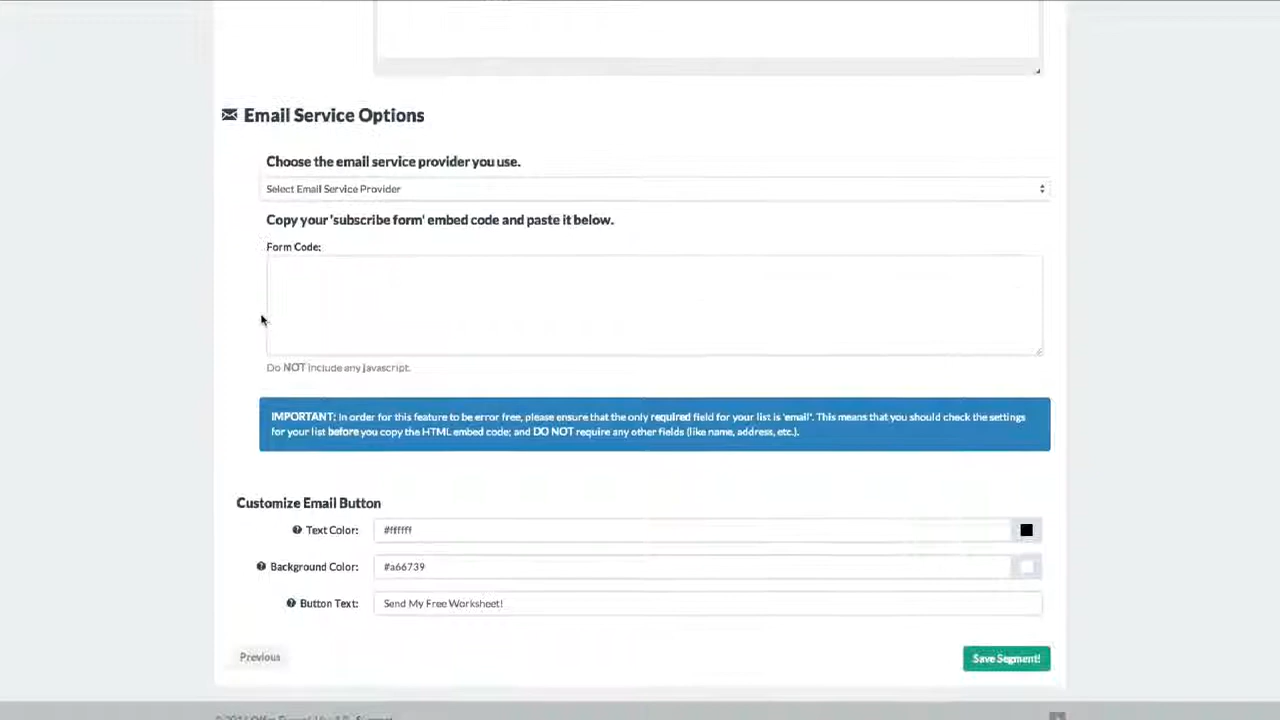 Email Service Options
Choose the email service provider you use.
Select Email Service Provider
Copy your 'subscribe form' embed code and paste it below.
Form Code:
Do NOT include any javascript.
IMPORTANT: In order for this feature to be error free, please ensure that the only required field for your list is 'email'. This means that you should check the settings
for your list before you copy the HTML embed code; and DO NOT require any other fields (like name, address, etc.).
Customize Email Button
Text Color:
#ffffff
Background Color:
#a66739
Button Text:
Send My Free Worksheet!
Previous
Save Segment!